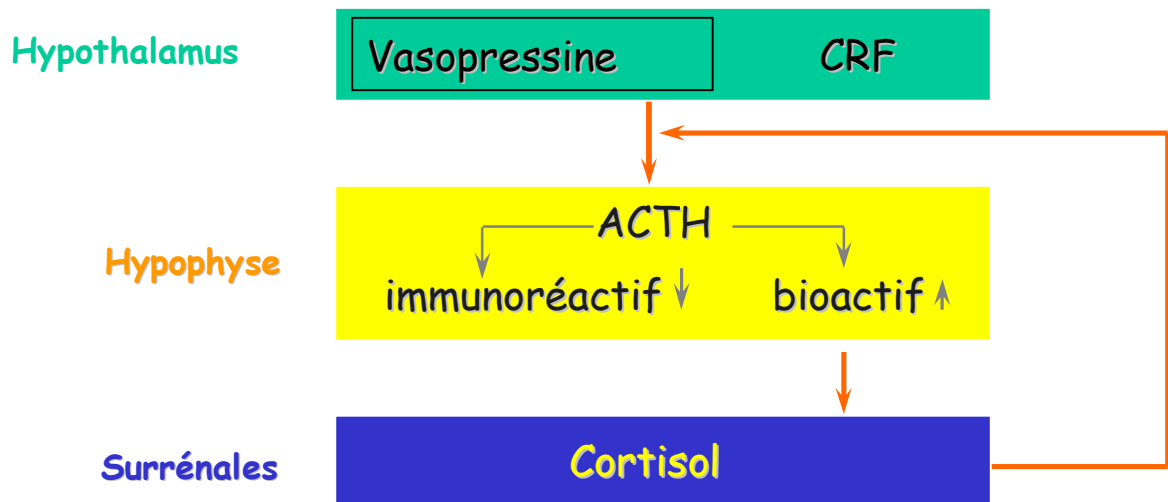 Hypothalamus
Vasopressine CRF
ACTH
Hypophyse
immunoréactif bioactif
Surrénales
Cortisol